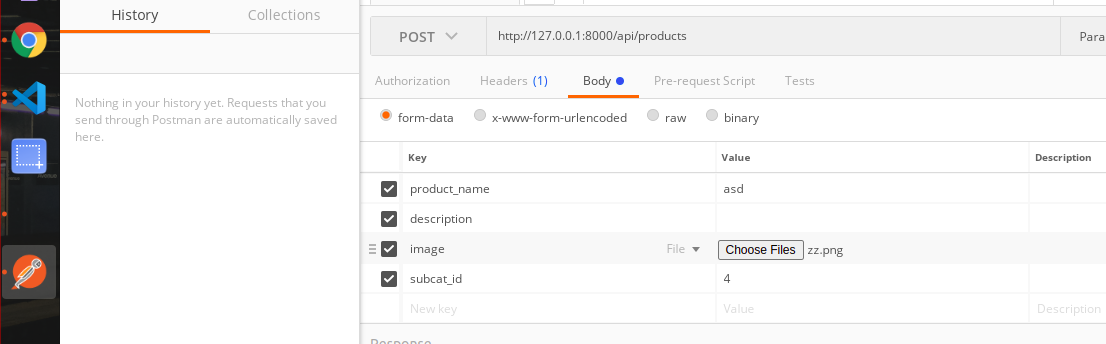 History Collections
Nothing in your history yet. Requests that you
send through Postman are automatically saved
here.
POST http://127.0.0.1:8000/api/products Para
Authorization Headers (1) Body Pre-request Script Tests
form-data x-www-form-urlencoded raw binary
Key Value Description
product_name asd
description
image File Choose Files zz.png
subcat_id 4
New key Value Description
Response